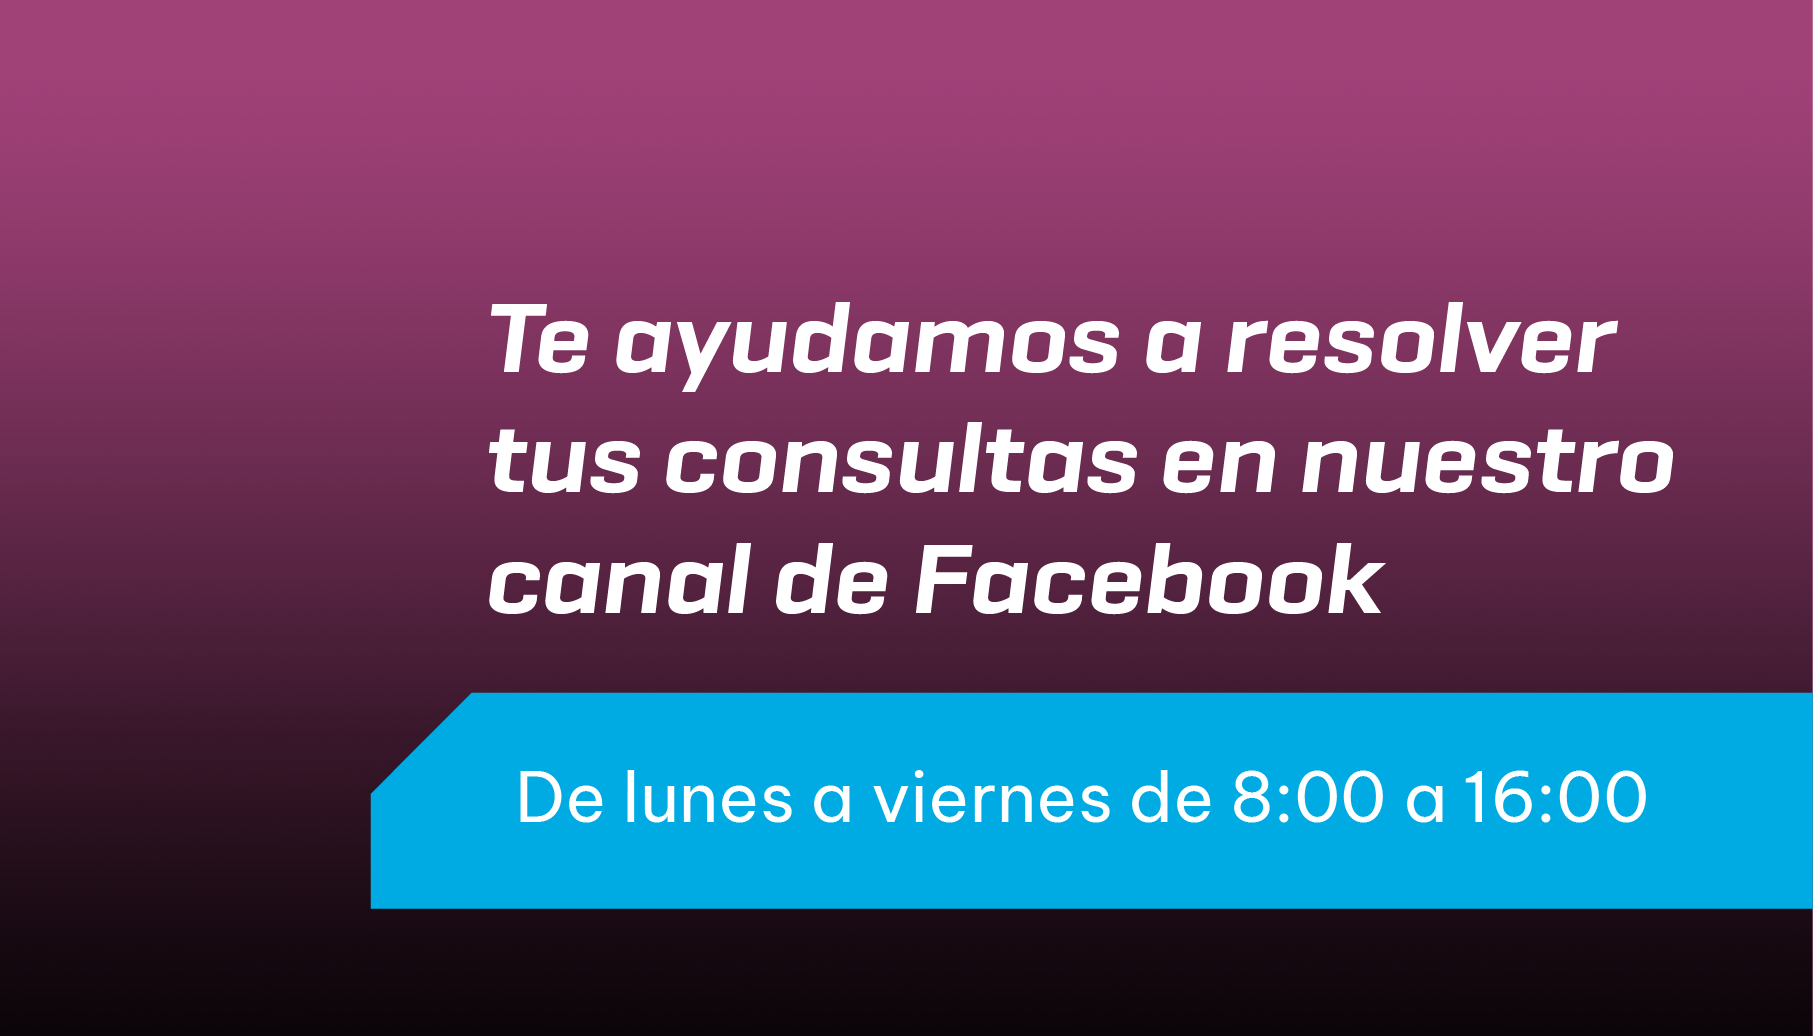 Te ayudamos a resolver
tus consultas en nuestro
canal de Facebook
De lunes a viernes de 8:00 a 16:00